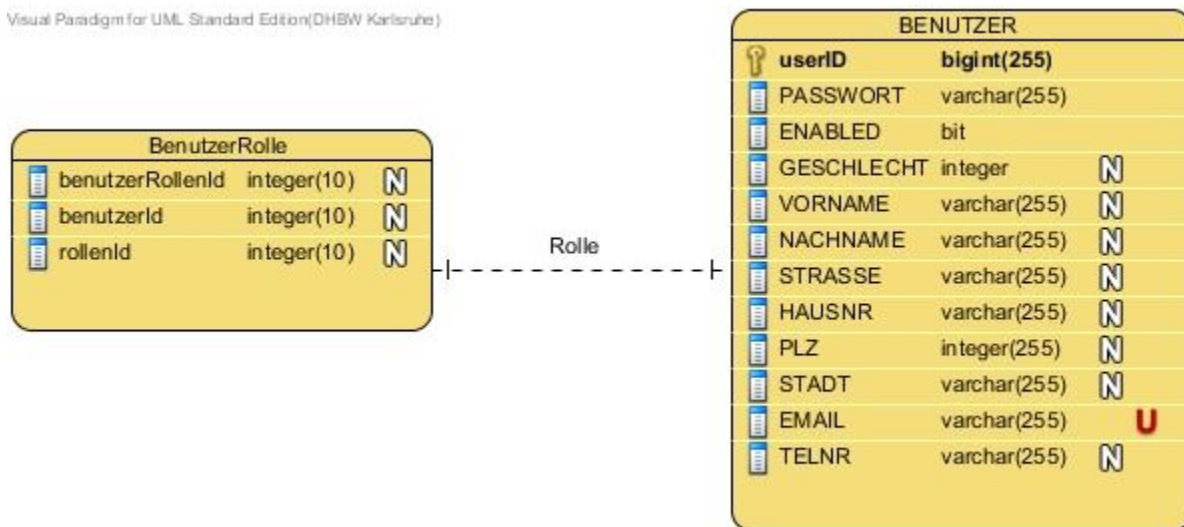 Visual Paradigm for UML Standard Edition(DHBW Karlsruhe)
BenutzerRolle
benutzerRollenId integer(10) N
benutzerId integer(10) N
rollenId integer(10) N
Rolle
BENUTZER
userID bigint(255)
PASSWORT varchar(255)
ENABLED bit
GESCHLECHT integer N
VORNAME varchar(255) N
NACHNAME varchar(255) N
STRASSE varchar(255) N
HAUSNR varchar(255) N
PLZ integer(255) N
STADT varchar(255) N
EMAIL varchar(255) U
TELNR varchar(255) N